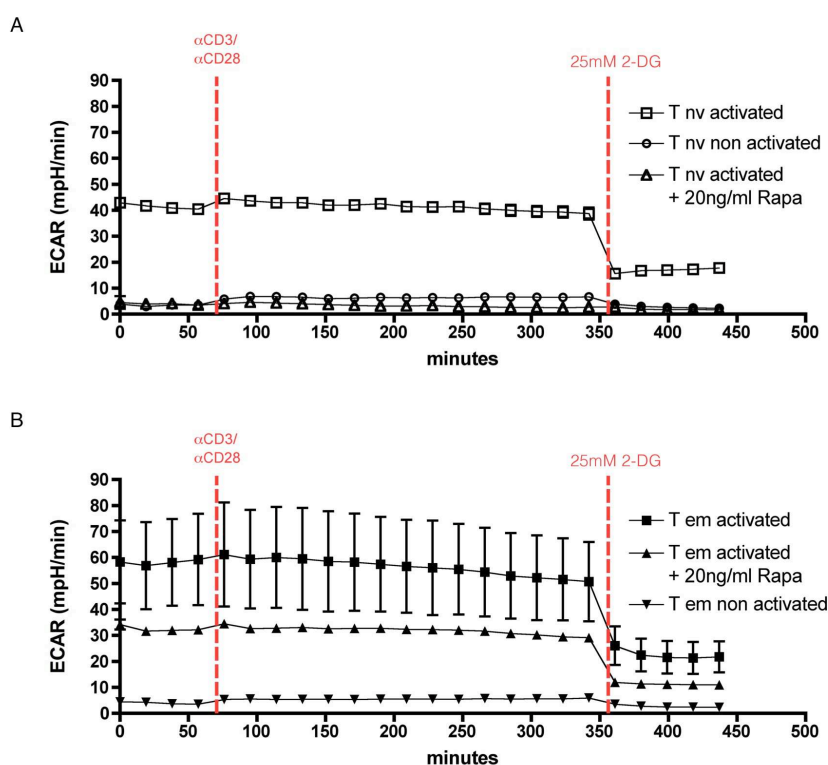 A
αCD3/
αCD28
25mM 2-DG
90
80
70
60
50
40
30
20
10
0
ECAR (mpH/min)
T nv activated
T nv non activated
T nv activated
+ 20ng/ml Rapa
0 50 100 150 200 250 300 350 400 450 500
minutes
B
αCD3/
αCD28
25mM 2-DG
90
80
70
60
50
40
30
20
10
0
ECAR (mpH/min)
T em activated
T em activated
+ 20ng/ml Rapa
T em non activated
0 50 100 150 200 250 300 350 400 450 500
minutes